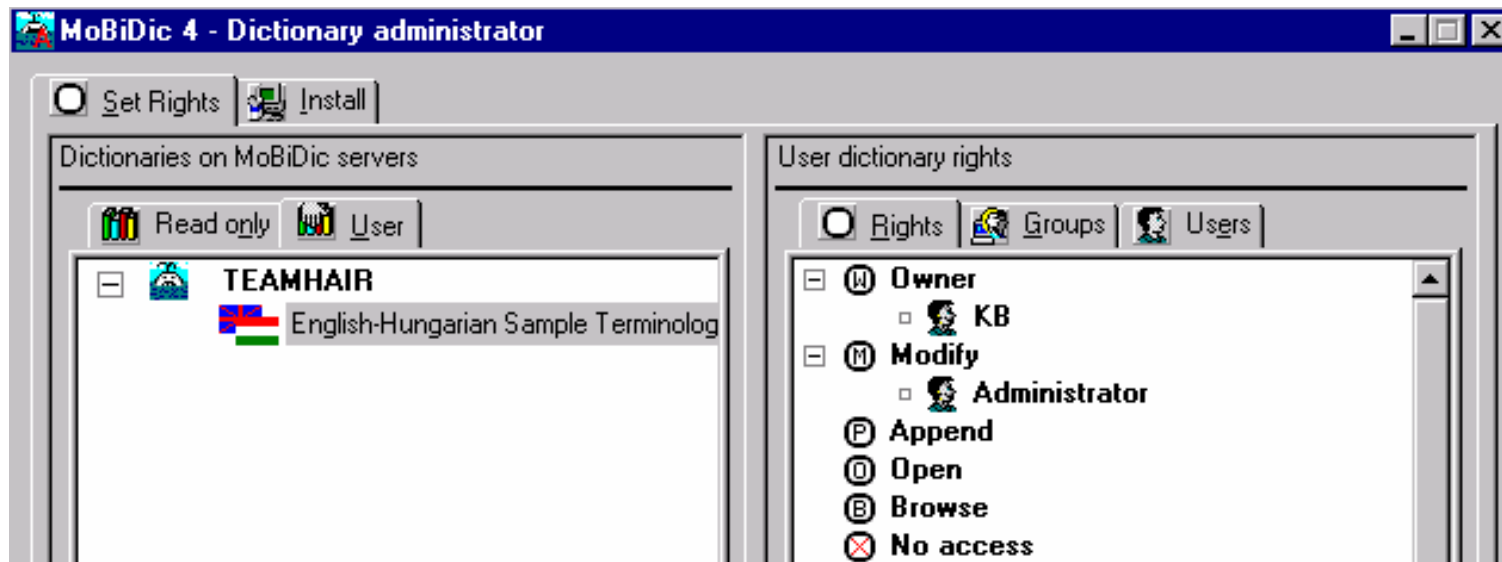 MoBiDic 4 - Dictionary administrator
Set Rights Install
Dictionaries on MoBiDic servers
Read only User
TEAMHAIR
English-Hungarian Sample Terminolog
User dictionary rights
Rights Groups Users
W Owner
KB
M Modify
Administrator
P Append
O Open
B Browse
No access